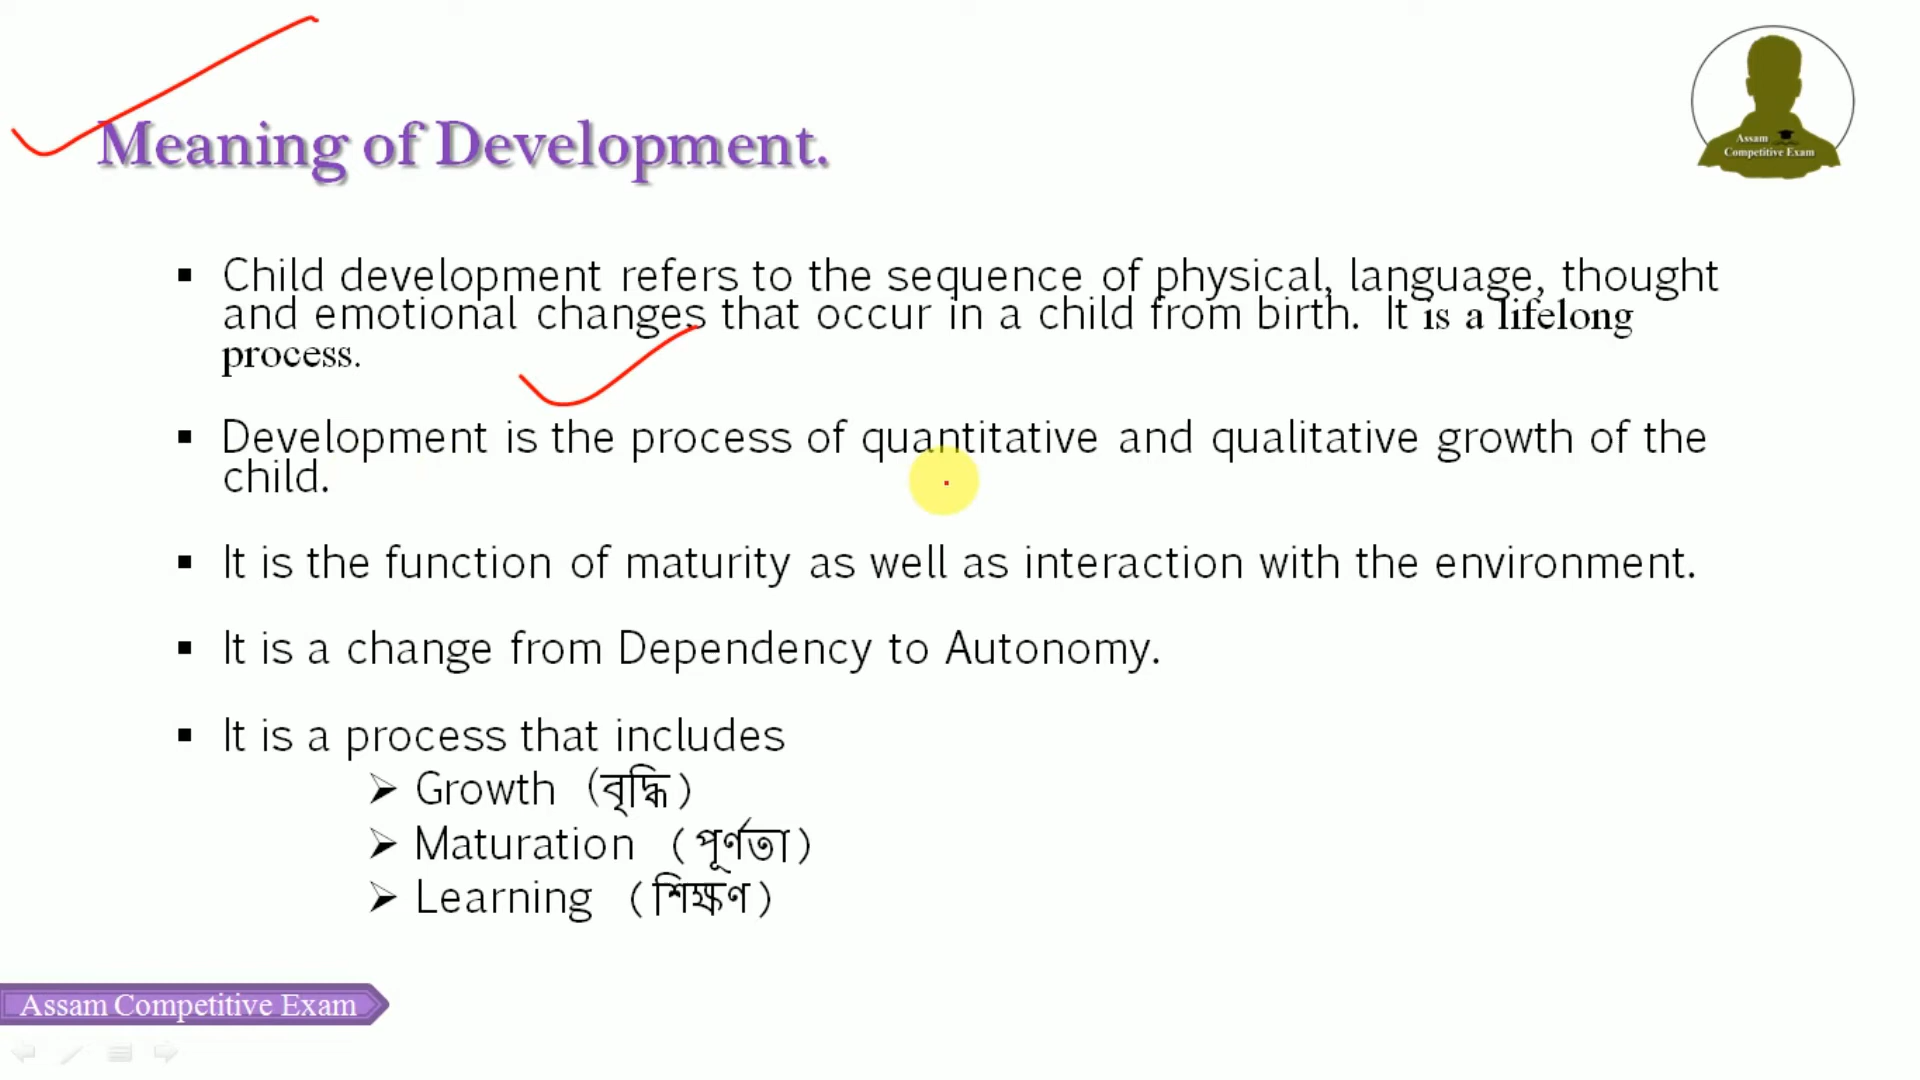 Assam
Competitive Exam
Meaning of Development.
▪ Child development refers to the sequence of physical, language, thought
and emotional changes that occur in a child from birth. It is a lifelong
process.
▪ Development is the process of quantitative and qualitative growth of the
child.
▪ It is the function of maturity as well as interaction with the environment.
▪ It is a change from Dependency to Autonomy.
▪ It is a process that includes
➢ Growth (বৃদ্ধি)
➢ Maturation (পূৰ্ণতা)
➢ Learning (শিক্ষণ)
Assam Competitive Exam